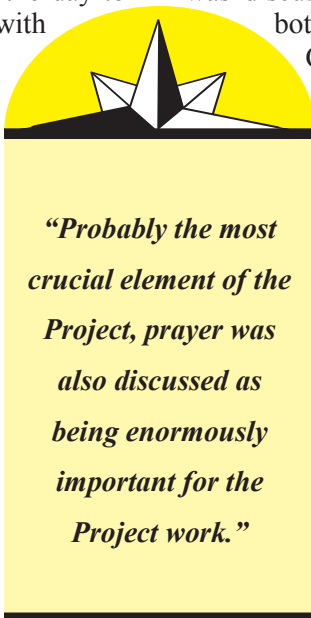 with bot
“Probably the most
crucial element of the
Project, prayer was
also discussed as
being enormously
important for the
Project work.”